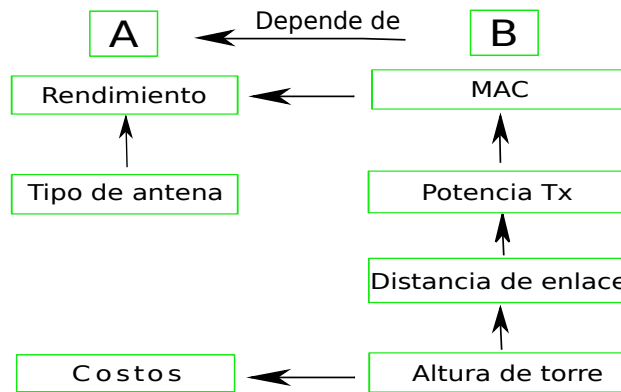 A
Depende de
B
Rendimiento
MAC
Tipo de antena
Potencia Tx
Distancia de enlace
Costos
Altura de torre